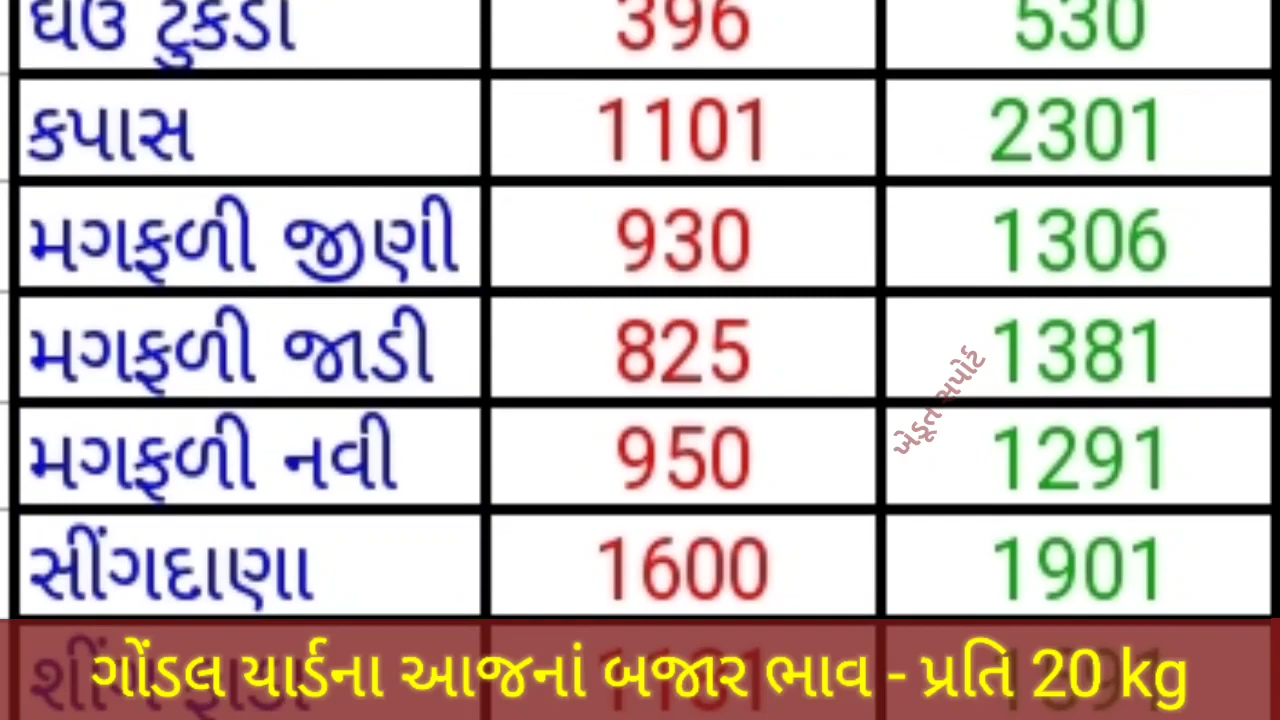 ઘઉં ટુકડા 396 530
કપાસ 1101 2301
મગફળી જીણી 930 1306
મગફળી જાડી 825 1381
ખેડૂત સપોર્ટ
મગફળી નવી 950 1291
સીંગદાણા 1600 1901
ગોંડલ યાર્ડના આજનાં બજાર ભાવ - પ્રતિ 20 kg